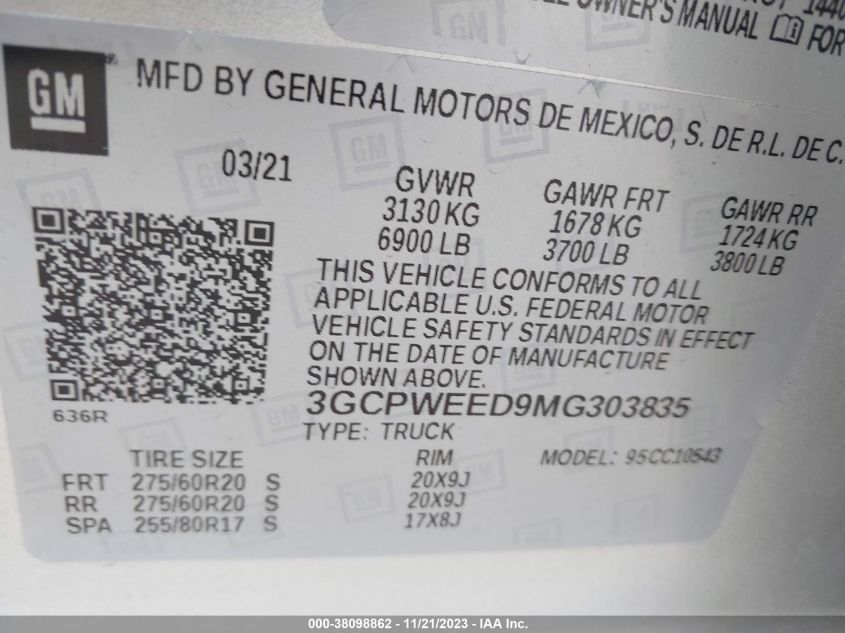 1440
OWNER'S MANUAL FOR
GM
MFD BY GENERAL MOTORS DE MEXICO, S. DE R.L. DE C.
03/21
GVWR GAWR FRT GAWR RR
3130 KG 1678 KG 1724 KG
6900 LB 3700 LB 3800 LB
THIS VEHICLE CONFORMS TO ALL
APPLICABLE U.S. FEDERAL MOTOR
VEHICLE SAFETY STANDARDS IN EFFECT
ON THE DATE OF MANUFACTURE
SHOWN ABOVE.
3GCPWEED9MG303835
636R
TYPE: TRUCK
TIRE SIZE RIM MODEL: 95CC10543
FRT 275/60R20 S 20X9J
RR 275/60R20 S 20X9J
SPA 255/80R17 S 17X8J
000-38098862 - 11/21/2023 - IAAI.com